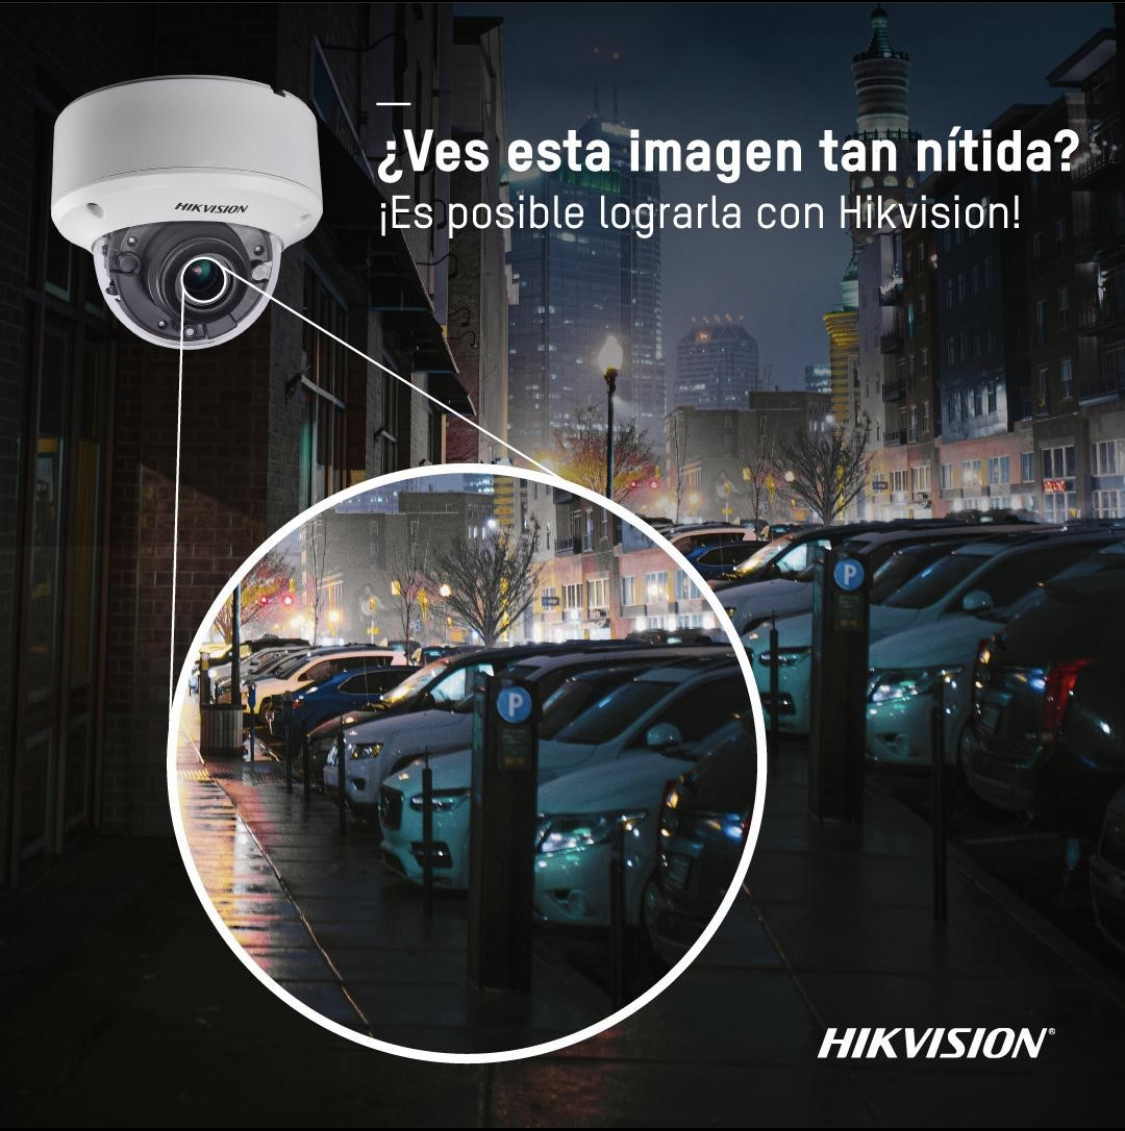 ¿Ves esta imagen tan nítida?
¡Es posible lograrla con Hikvision!
HIKVISION
P
P
HIKVISION®